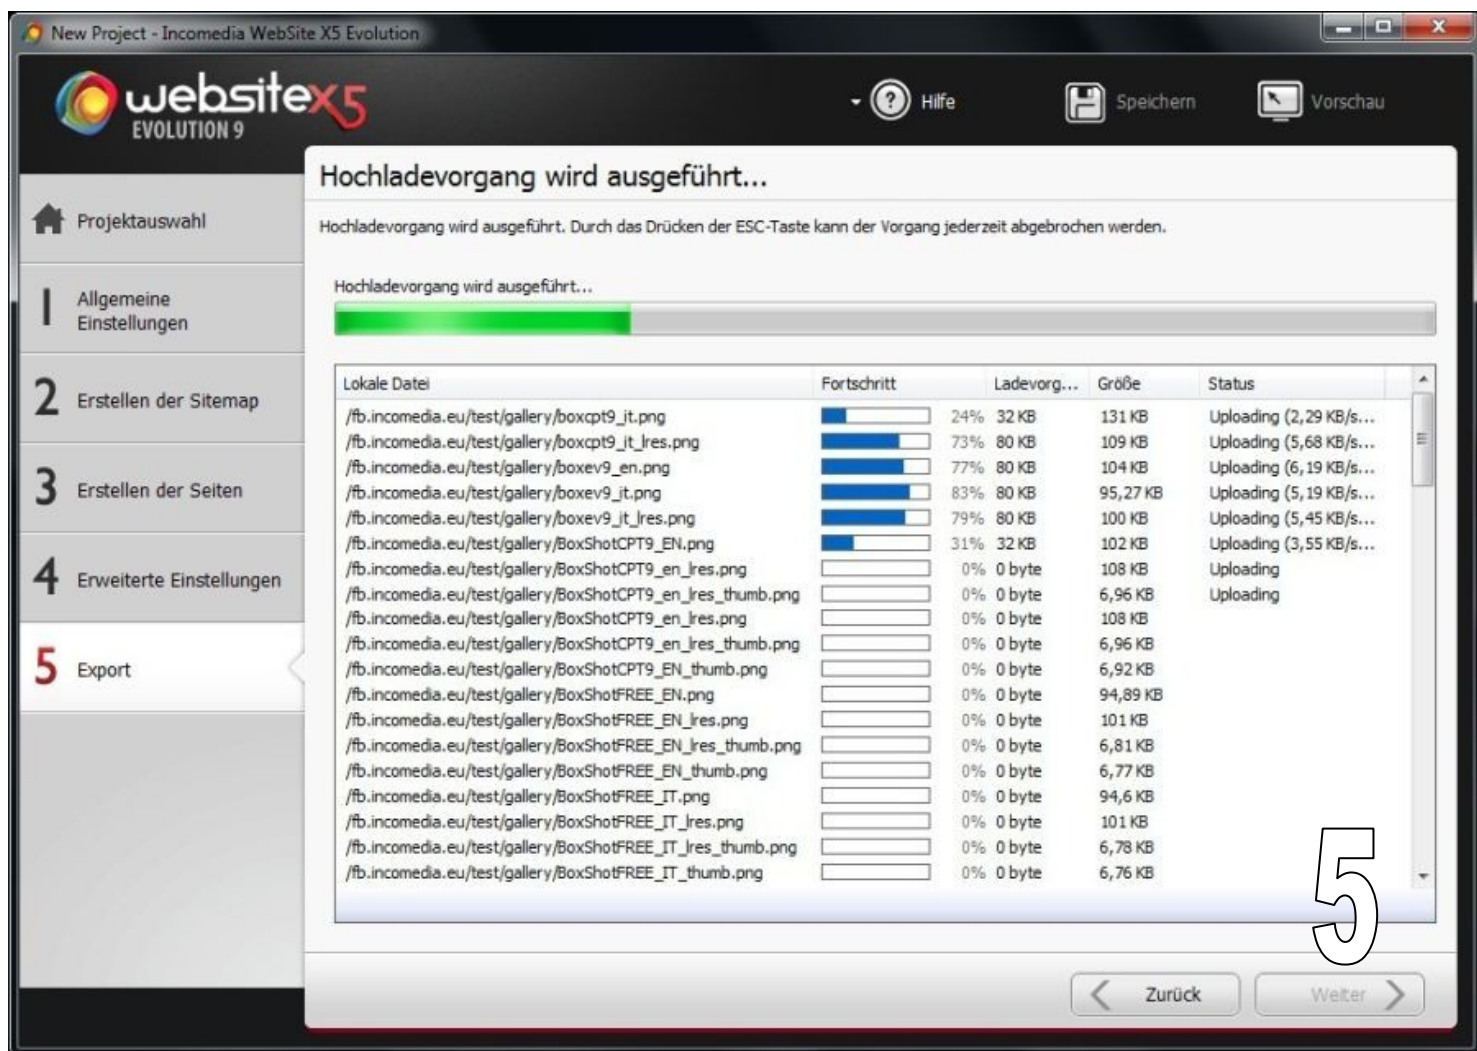 New Project - Incomedia WebSite X5 Evolution
websitex5
EVOLUTION 9
Hilfe
Speichern
Vorschau
Hochladevorgang wird ausgeführt...
Projektauswahl
Hochladevorgang wird ausgeführt. Durch das Drücken der ESC-Taste kann der Vorgang jederzeit abgebrochen werden.
1 Allgemeine
Einstellungen
2 Erstellen der Sitemap
3 Erstellen der Seiten
4 Erweiterte Einstellungen
5 Export
Hochladevorgang wird ausgeführt...
Lokale Datei Fortschritt Ladevorg... Größe Status
/fb.incomedia.eu/test/gallery/boxcpt9_it.png 24% 32 KB 131 KB Uploading (2,29 KB/s...
/fb.incomedia.eu/test/gallery/boxcpt9_it_lres.png 73% 80 KB 109 KB Uploading (5,68 KB/s...
/fb.incomedia.eu/test/gallery/boxev9_en.png 77% 80 KB 104 KB Uploading (6,19 KB/s...
/fb.incomedia.eu/test/gallery/boxev9_it.png 83% 80 KB 95,27 KB Uploading (5,19 KB/s...
/fb.incomedia.eu/test/gallery/boxev9_it_lres.png 79% 80 KB 100 KB Uploading (5,45 KB/s...
/fb.incomedia.eu/test/gallery/BoxShotCPT9_EN.png 31% 32 KB 102 KB Uploading (3,55 KB/s...
/fb.incomedia.eu/test/gallery/BoxShotCPT9_en_lres.png 0% 0 byte 108 KB Uploading
/fb.incomedia.eu/test/gallery/BoxShotCPT9_en_lres_thumb.png 0% 0 byte 6,96 KB Uploading
/fb.incomedia.eu/test/gallery/BoxShotCPT9_en_lres.png 0% 0 byte 108 KB
/fb.incomedia.eu/test/gallery/BoxShotCPT9_en_lres_thumb.png 0% 0 byte 6,96 KB
/fb.incomedia.eu/test/gallery/BoxShotCPT9_EN_thumb.png 0% 0 byte 6,92 KB
/fb.incomedia.eu/test/gallery/BoxShotFREE_EN.png 0% 0 byte 94,89 KB
/fb.incomedia.eu/test/gallery/BoxShotFREE_EN_lres.png 0% 0 byte 101 KB
/fb.incomedia.eu/test/gallery/BoxShotFREE_EN_lres_thumb.png 0% 0 byte 6,81 KB
/fb.incomedia.eu/test/gallery/BoxShotFREE_EN_thumb.png 0% 0 byte 6,77 KB
/fb.incomedia.eu/test/gallery/BoxShotFREE_IT.png 0% 0 byte 94,6 KB
/fb.incomedia.eu/test/gallery/BoxShotFREE_IT_lres.png 0% 0 byte 101 KB
/fb.incomedia.eu/test/gallery/BoxShotFREE_IT_lres_thumb.png 0% 0 byte 6,78 KB
/fb.incomedia.eu/test/gallery/BoxShotFREE_IT_thumb.png 0% 0 byte 6,76 KB
5
Zurück
Weiter